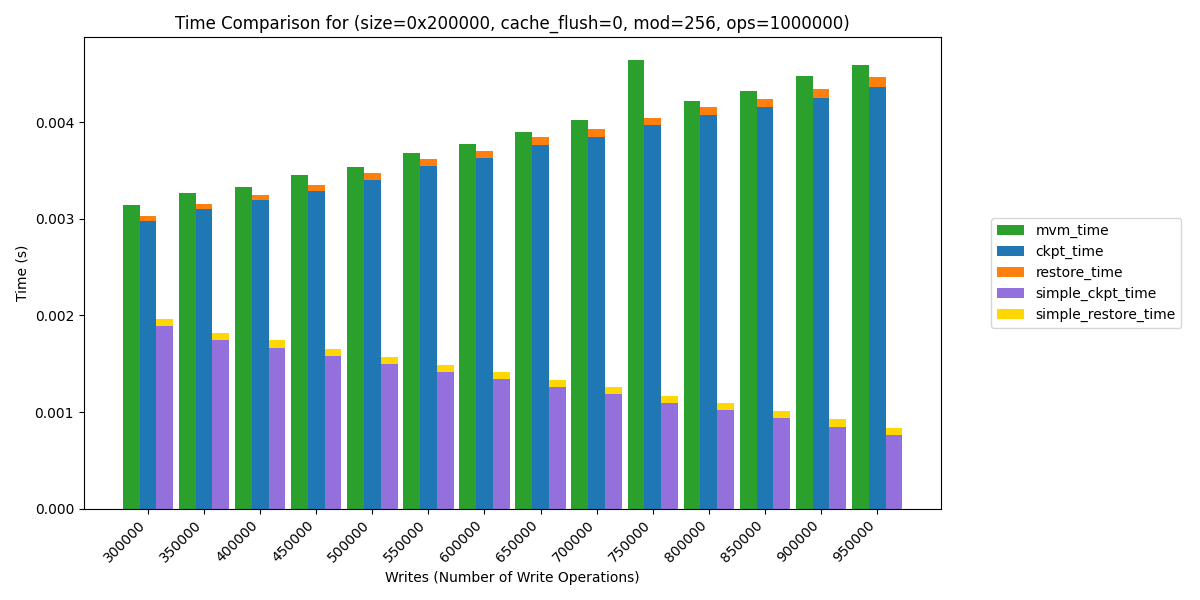 Time Comparison for (size=0x200000, cache_flush=0, mod=256, ops=1000000)
Time (s)
0.004
0.003
0.002
0.001
0.000
300000
350000
400000
450000
500000
550000
600000
650000
700000
750000
800000
850000
900000
950000
Writes (Number of Write Operations)
mvm_time
ckpt_time
restore_time
simple_ckpt_time
simple_restore_time